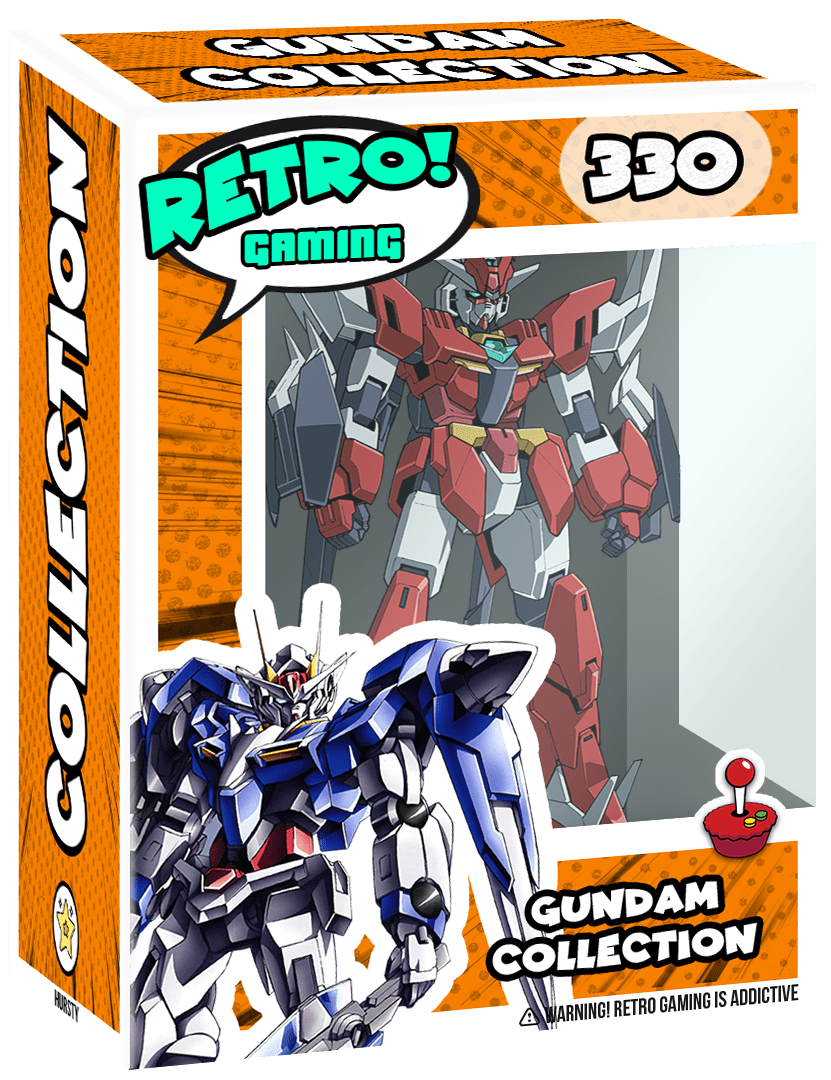 GUNDAM
COLLECTION
COLLECTION
RETRO!
GAMING
330
GUNDAM
COLLECTION
WARNING! RETRO GAMING IS ADDICTIVE
HURSTY